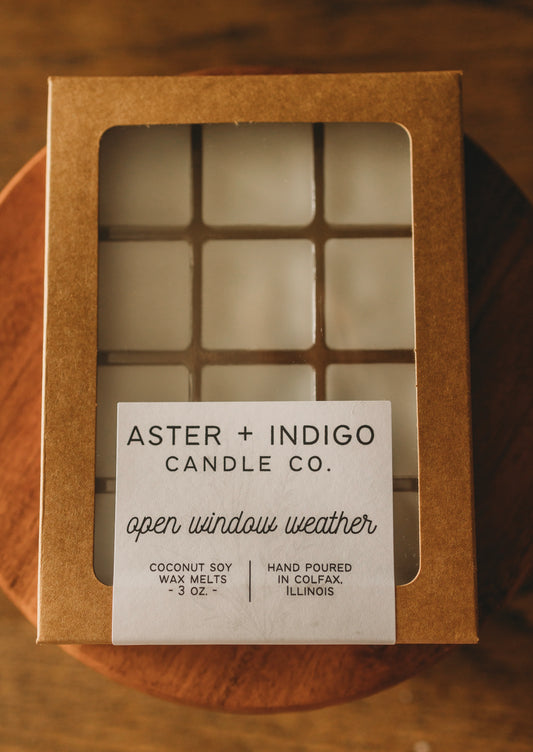 ASTER + INDIGO
CANDLE CO.
open window weather
COCONUT SOY
WAX MELTS
- 3 OZ. -
HAND POURED
IN COLFAX,
ILLINOIS